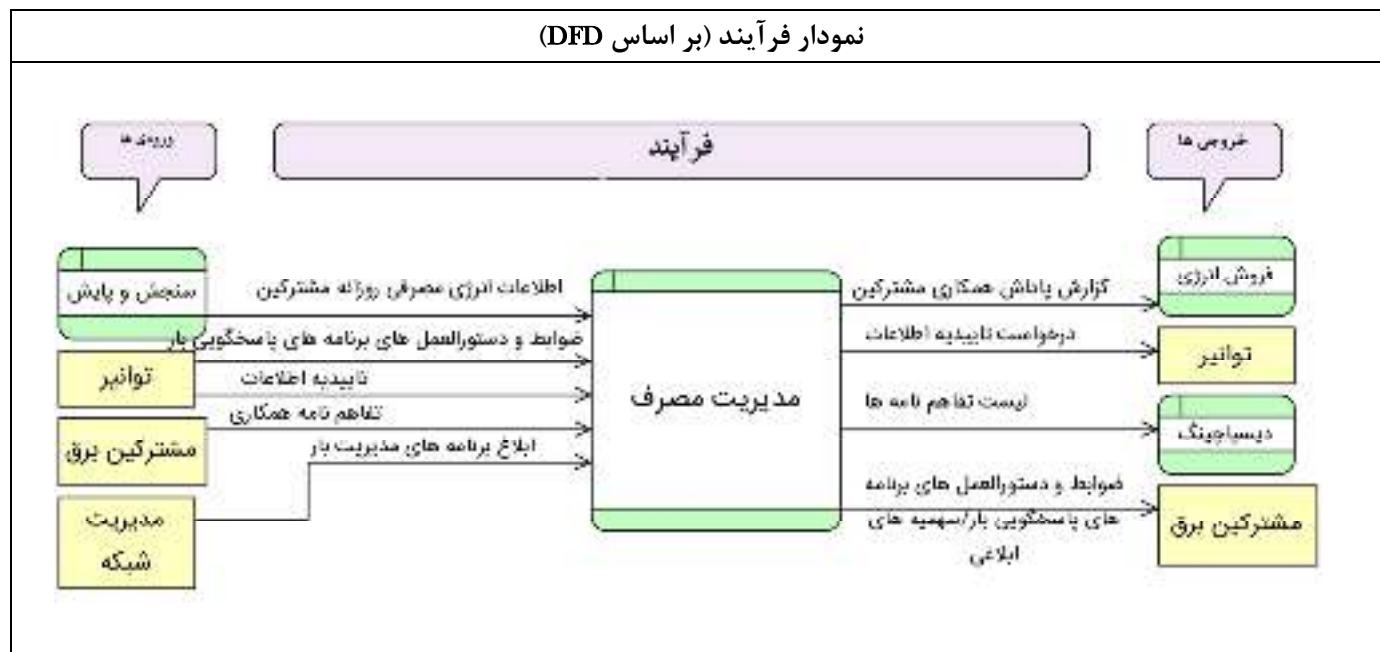 نمودار فرآیند (بر اساس DFD)
ورودی ها
فرآیند
خروجی ها
سنجش و پایش
اطلاعات انرژی مصرفی روزانه مشترکین
توانیر
ضوابط و دستورالعمل های برنامه های پاسخگویی بار
تاییدیه اطلاعات
مشترکین برق
تفاهم نامه همکاری
مدیریت
شبکه
ابلاغ برنامه های مدیریت بار
مدیریت مصرف
گزارش پاداش همکاری مشترکین
فروش انرژی
درخواست تاییدیه اطلاعات
توانیر
لیست تفاهم نامه ها
دیسپاچینگ
ضوابط و دستورالعمل های برنامه
های پاسخگویی بار/سهمیه های
ابلاغی
مشترکین برق